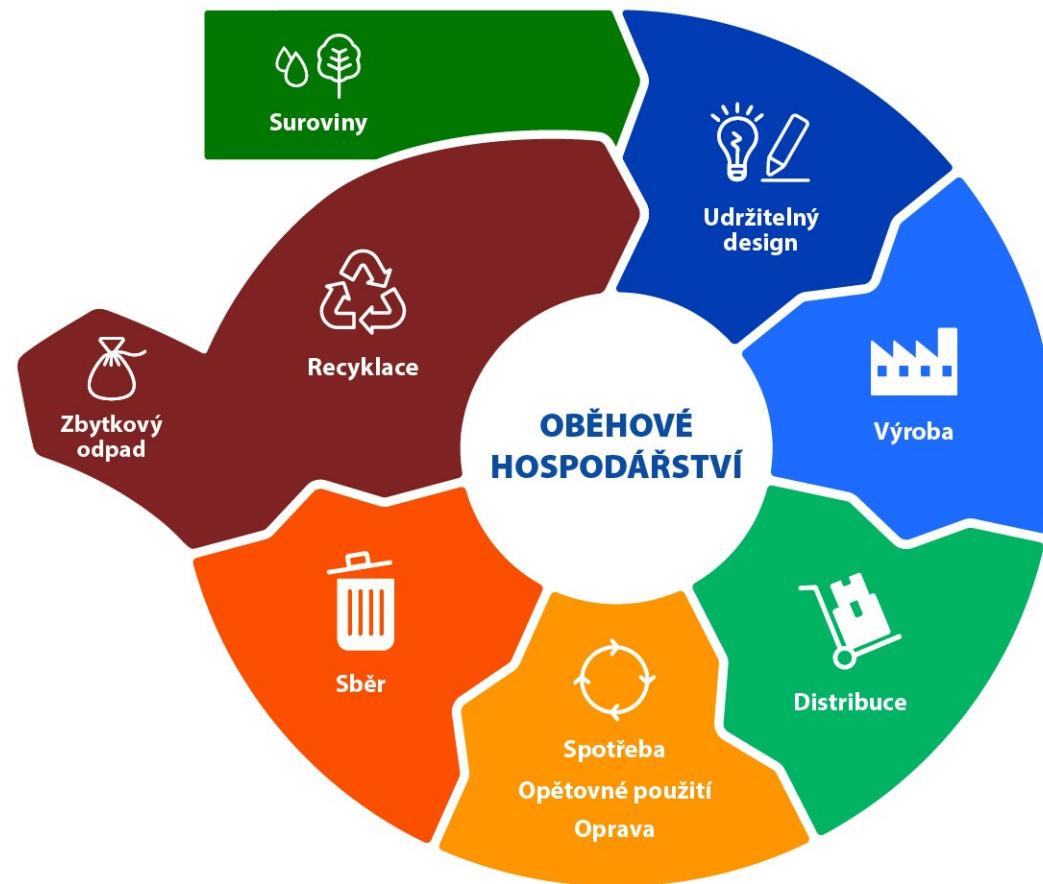 Suroviny
Udržitelný
design
Recyklace
Zbytkový
odpad
OBĚHOVÉ
HOSPODÁŘSTVÍ
Výroba
Sběr
Distribuce
Spotřeba
Opětovné použití
Oprava